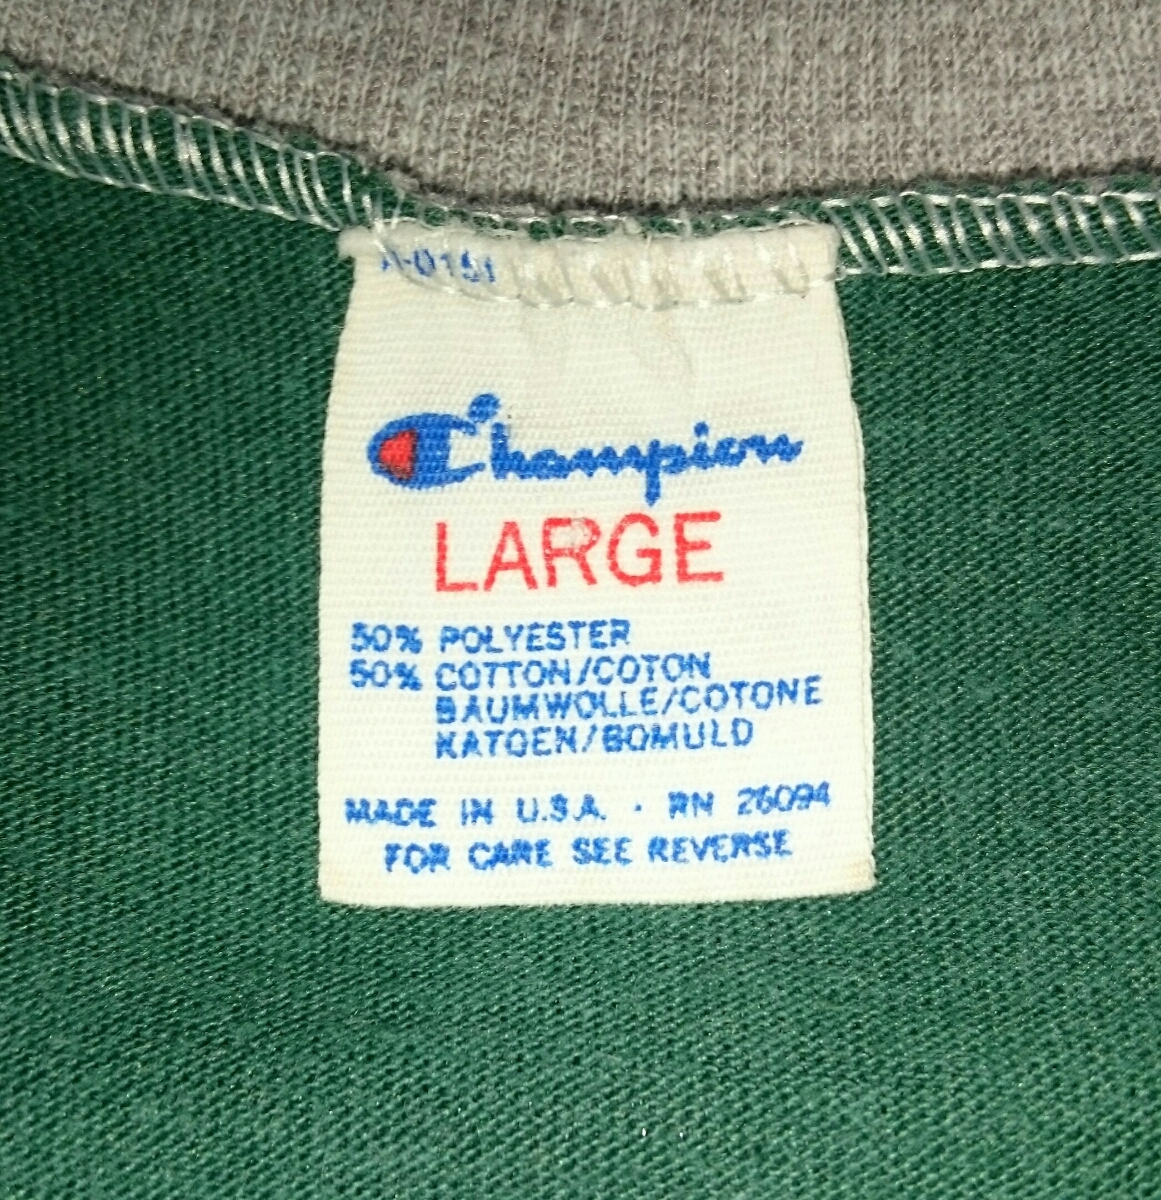 Champion
LARGE
50% POLYESTER
50% COTTON/COTON
BAUMWOLLE/COTONE
KATOEN/BOMULD
MADE IN U.S.A. · RN 26094
FOR CARE SEE REVERSE